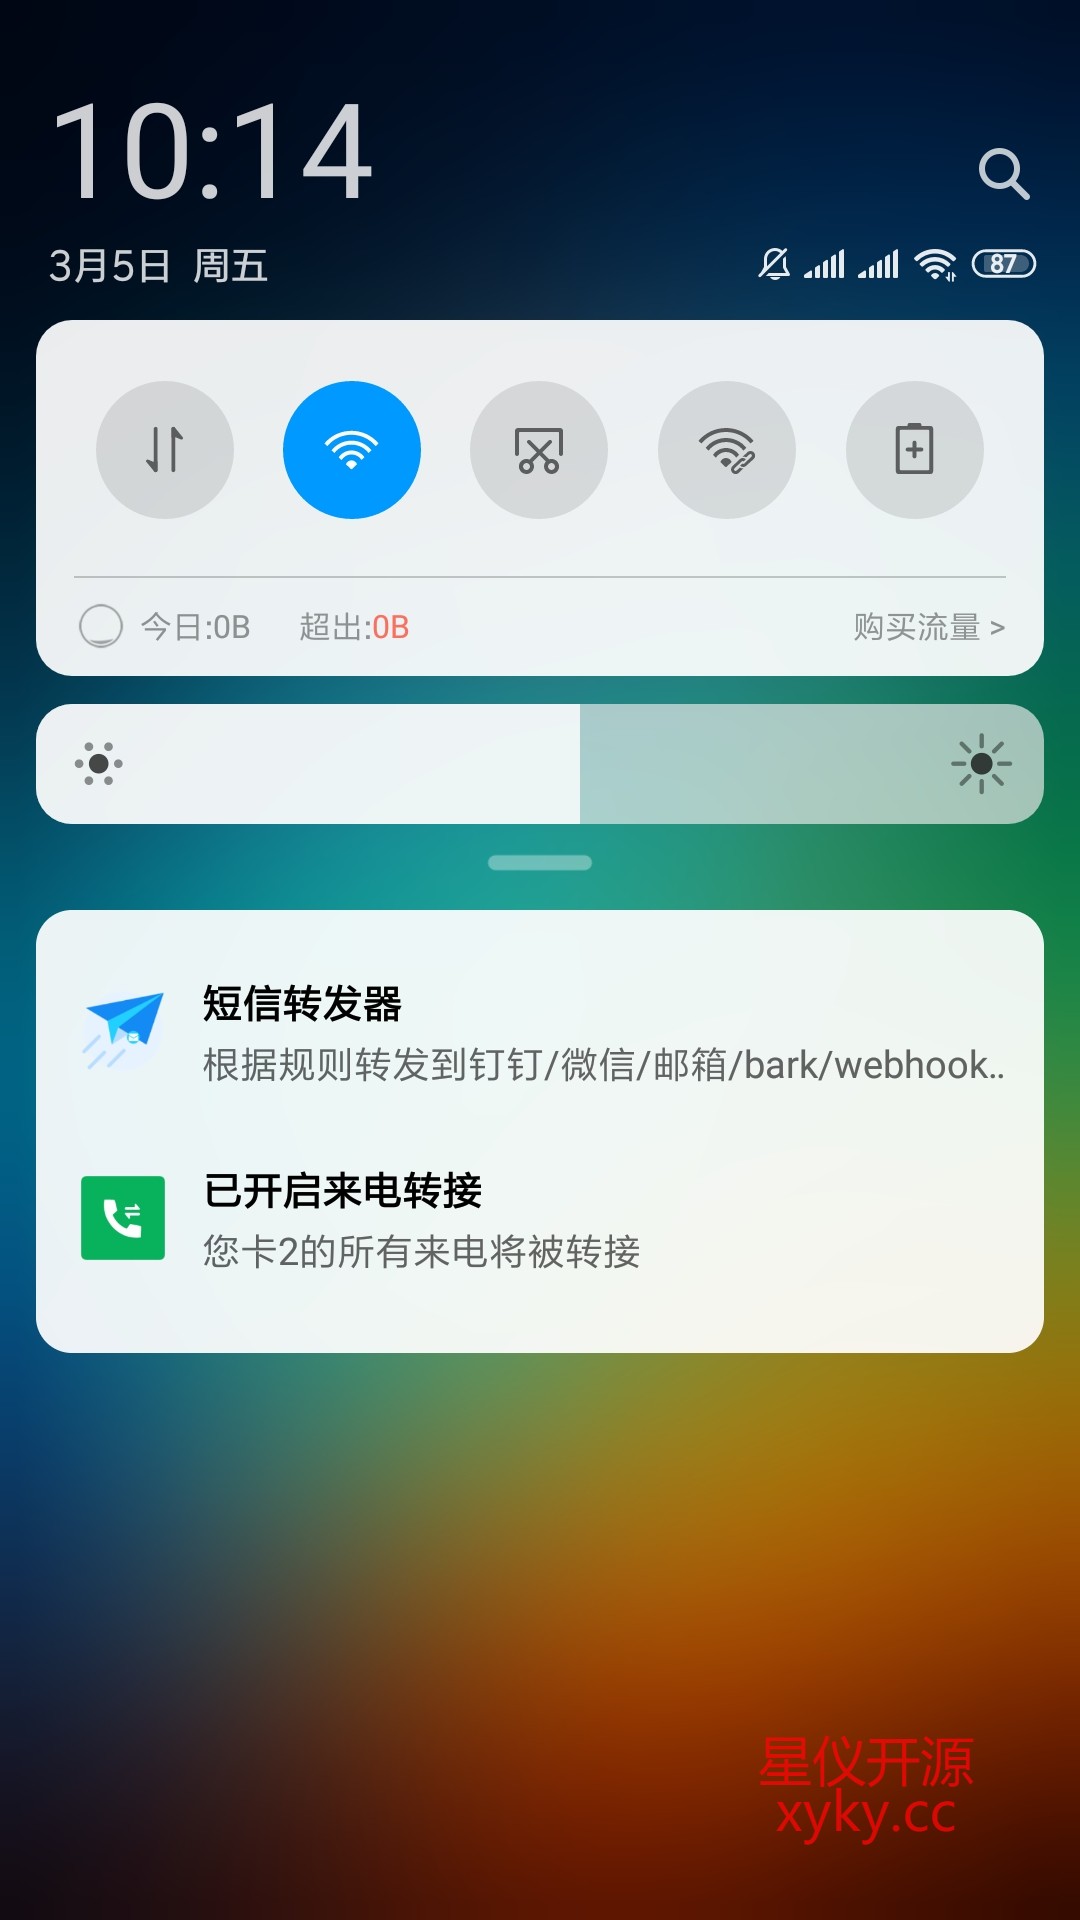 10:14
3月5日 周五
87
今日:0B 超出:0B 购买流量 >
短信转发器
根据规则转发到钉钉/微信/邮箱/bark/webhook..
已开启来电转接
您卡2的所有来电将被转接
星仪开源
xyky.cc